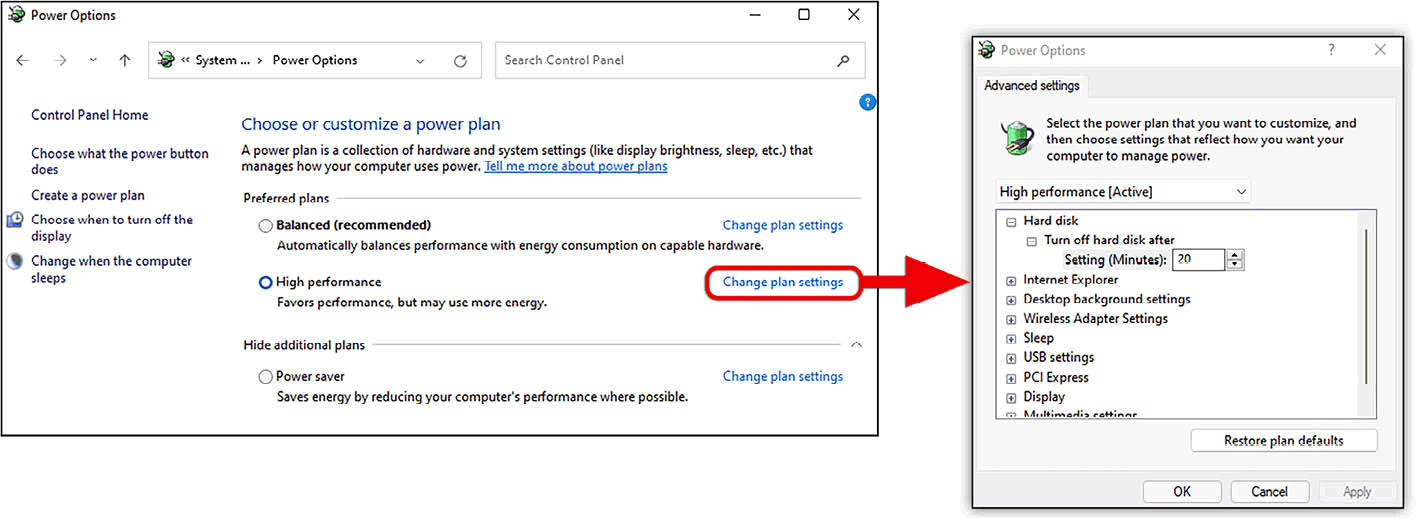 Power Options
« System ... › Power Options
Search Control Panel
?
Control Panel Home
Choose what the power button
does
Create a power plan
Choose when to turn off the
display
Change when the computer
sleeps
Choose or customize a power plan
A power plan is a collection of hardware and system settings (like display brightness, sleep, etc.) that
manages how your computer uses power. Tell me more about power plans
Preferred plans
Balanced (recommended) Change plan settings
Automatically balances performance with energy consumption on capable hardware.
High performance Change plan settings
Favors performance, but may use more energy.
Hide additional plans
Power saver Change plan settings
Saves energy by reducing your computer's performance where possible.
Power Options ?
Advanced settings
Select the power plan that you want to customize, and
then choose settings that reflect how you want your
computer to manage power.
High performance [Active]
Hard disk
Turn off hard disk after
Setting (Minutes): 20
Internet Explorer
Desktop background settings
Wireless Adapter Settings
Sleep
USB settings
PCI Express
Display
Multimedia settings
Restore plan defaults
OK Cancel Apply